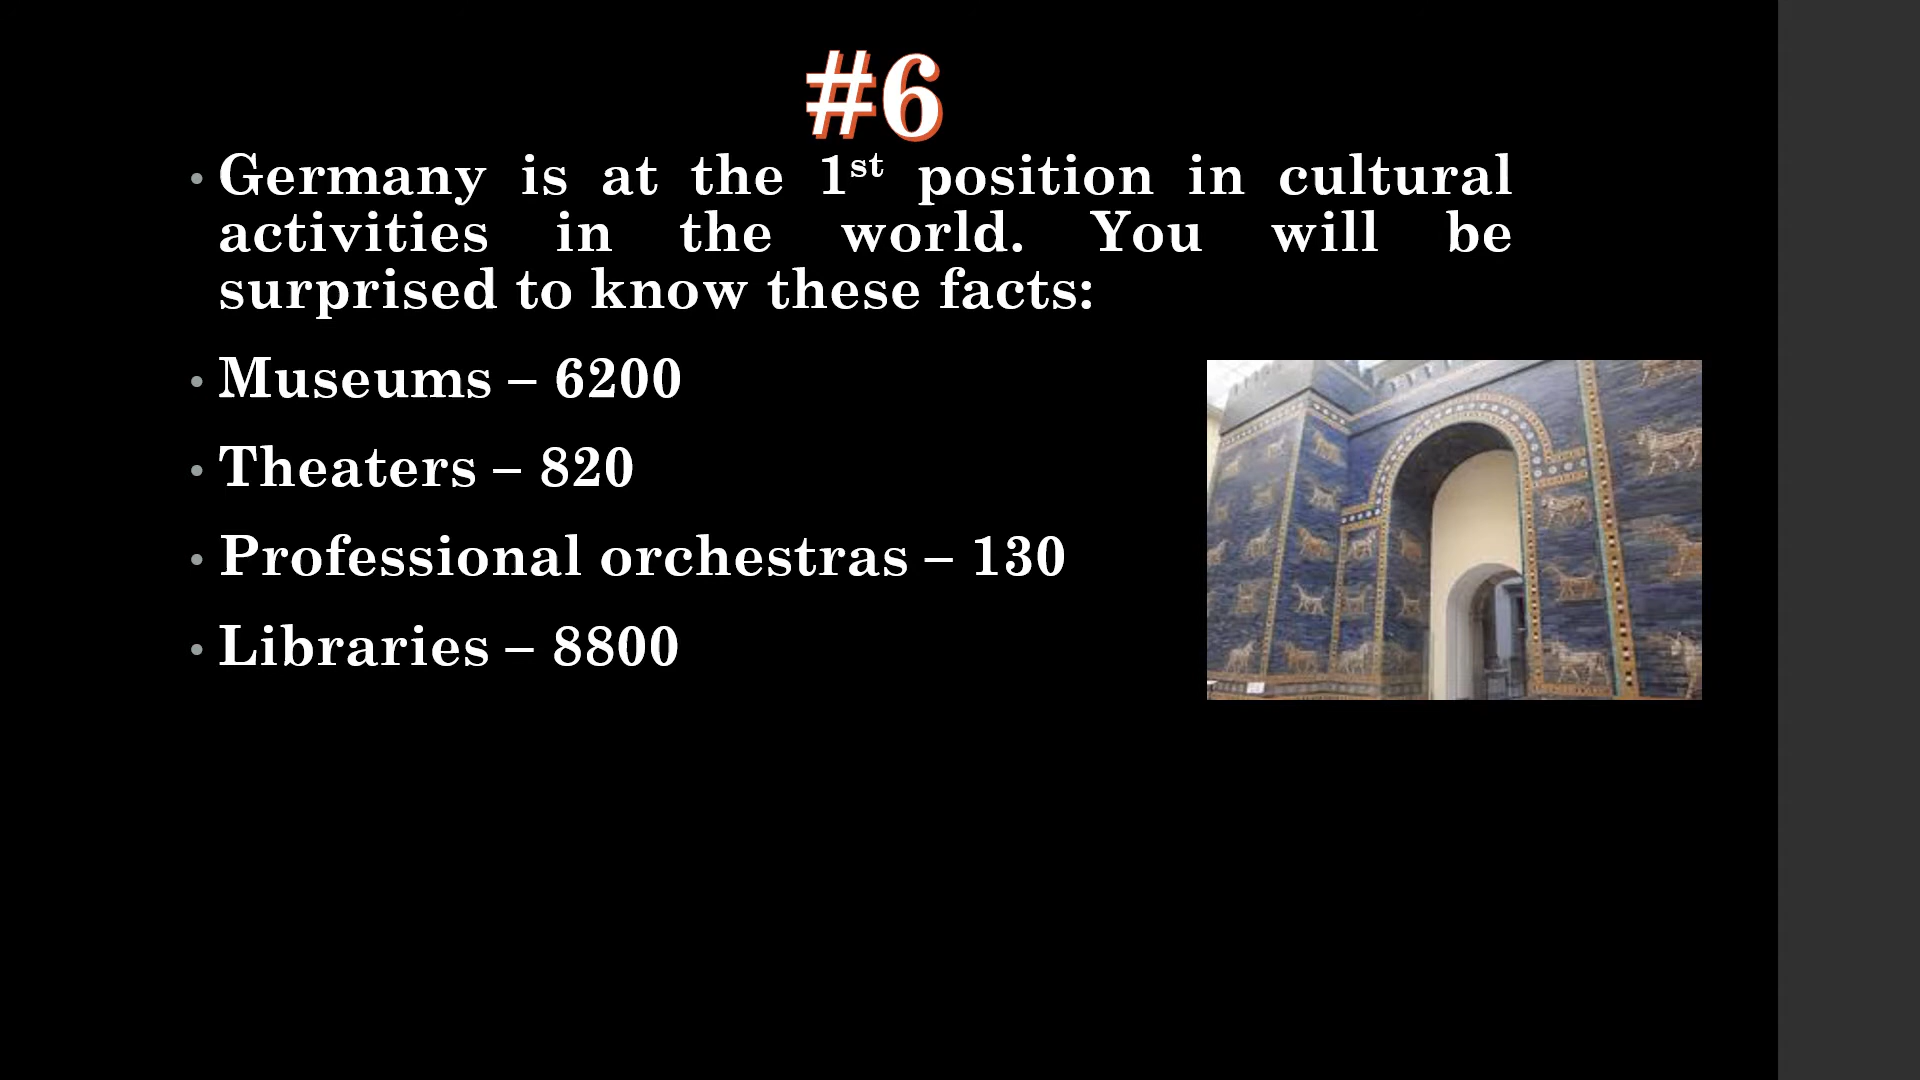 #6
• Germany is at the 1st position in cultural
activities in the world. You will be
surprised to know these facts:
• Museums – 6200
• Theaters – 820
• Professional orchestras – 130
• Libraries – 8800